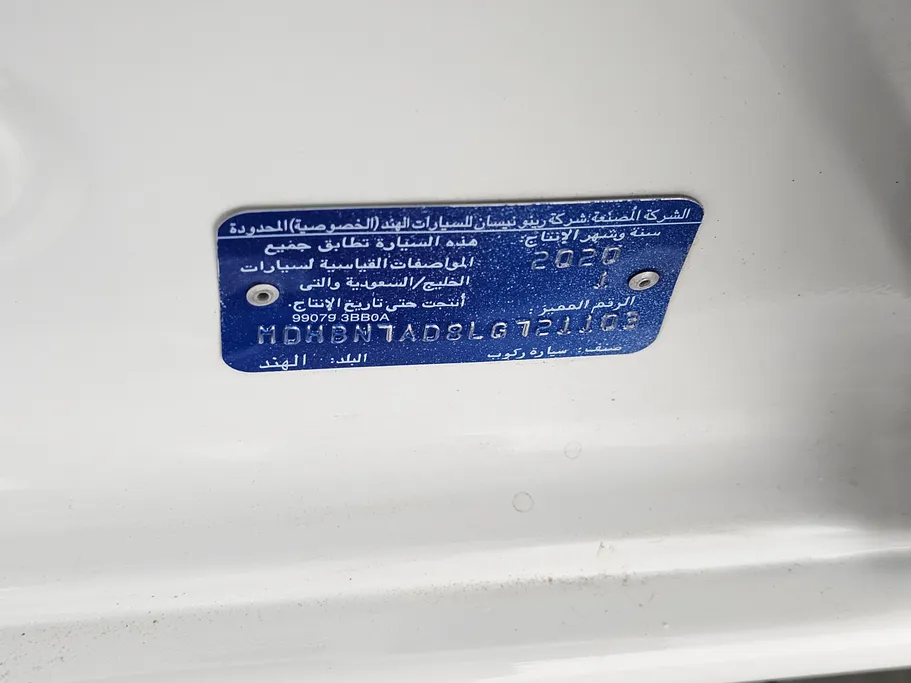 الشركة المصنعة: شركة رينو نيسان للسيارات الهند (الخصوصية) المحدودة
سنة وشهر الإنتاج:
2020
1
هذه السيارة تطابق جميع
المواصفات القياسية لسيارات
الخليج/السعودية والتى
أنتجت حتى تاريخ الإنتاج.
99079 3BB0A
الرقم المميز:
MDHBN7AD8LG721103
صنف: سيارة ركوب
البلد: الهند